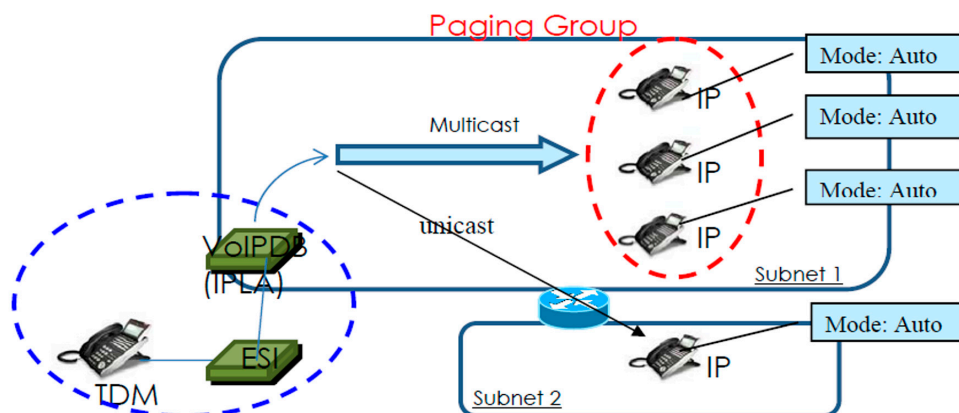 Paging Group
Mode: Auto
IP
Multicast
Mode: Auto
IP
Mode: Auto
unicast
IP
VoIPDB
(IPLA)
Subnet 1
Mode: Auto
ESI
IP
TDM
Subnet 2